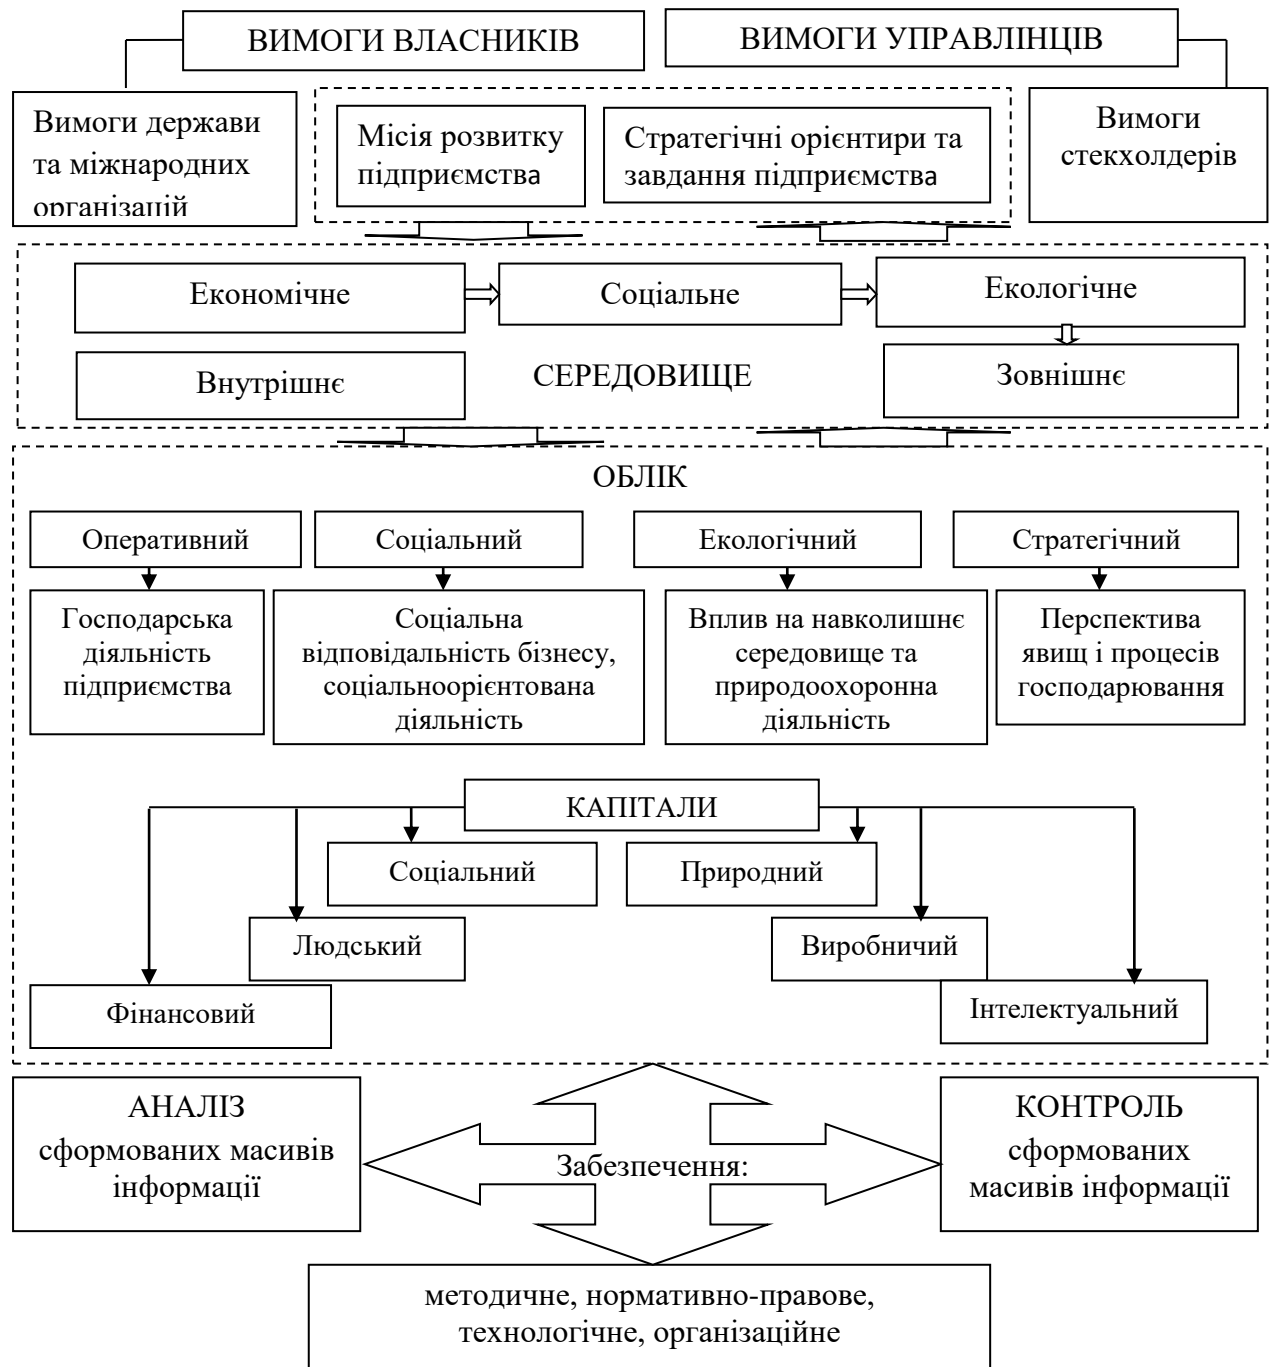 ВИМОГИ ВЛАСНИКІВ
ВИМОГИ УПРАВЛІНЦІВ
Вимоги держави
та міжнародних
організацій
Місія розвитку
підприємства
Стратегічні орієнтири та
завдання підприємства
Вимоги
стекхолдерів
Економічне
Соціальне
Екологічне
Внутрішнє
СЕРЕДОВИЩЕ
Зовнішнє
ОБЛІК
Оперативний
Соціальний
Екологічний
Стратегічний
Господарська
діяльність
підприємства
Соціальна
відповідальність бізнесу,
соціальноорієнтована
діяльність
Вплив на навколишнє
середовище та
природоохоронна
діяльність
Перспектива
явищ і процесів
господарювання
КАПІТАЛИ
Соціальний
Природний
Людський
Виробничий
Фінансовий
Інтелектуальний
АНАЛІЗ
сформованих масивів
інформації
Забезпечення:
КОНТРОЛЬ
сформованих
масивів інформації
методичне, нормативно-правове,
технологічне, організаційне